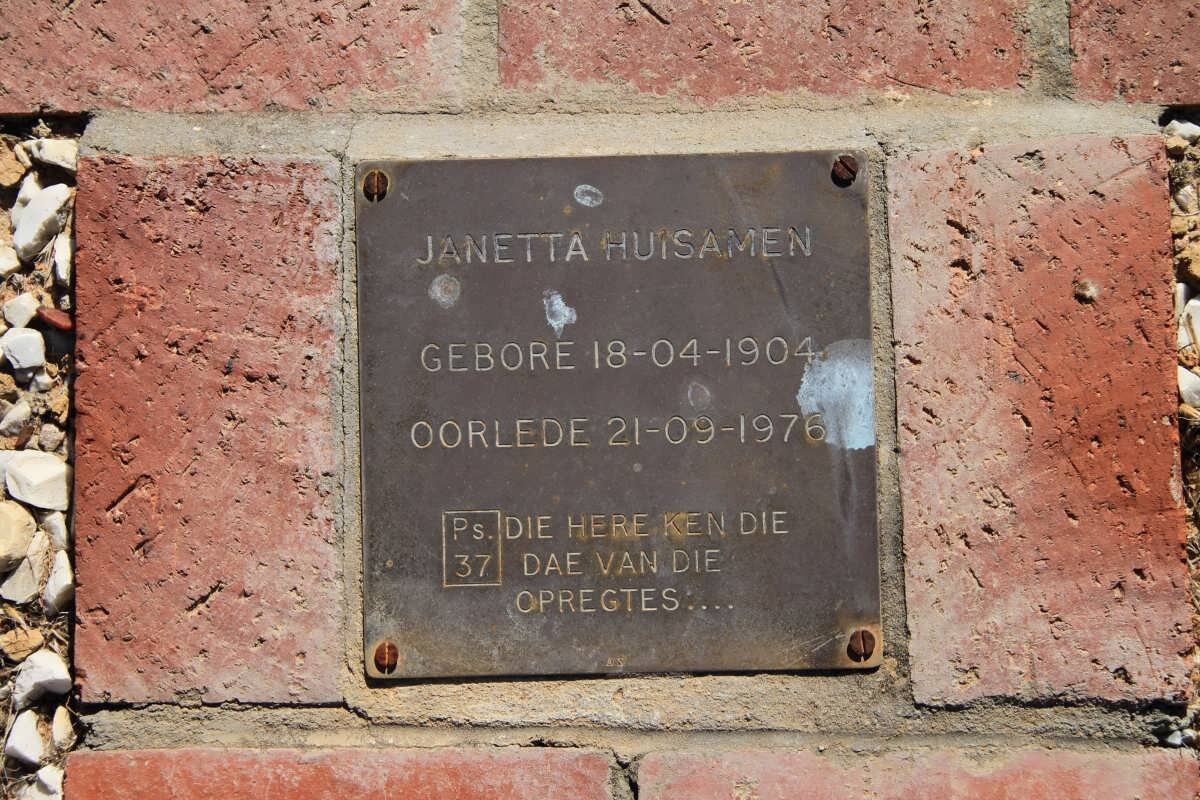 JANETTA HUISAMEN
GEBORE 18-04-1904
OORLEDE 21-09-1976
Ps. DIE HERE KEN DIE
37 DAE VAN DIE
OPREGTES....